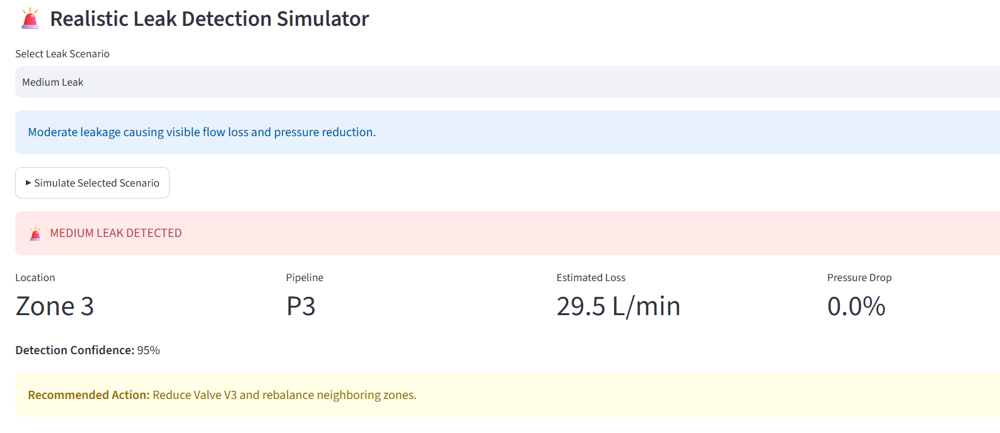 Realistic Leak Detection Simulator
Select Leak Scenario
Medium Leak
Moderate leakage causing visible flow loss and pressure reduction.
Simulate Selected Scenario
MEDIUM LEAK DETECTED
Location
Zone 3
Pipeline
P3
Estimated Loss
29.5 L/min
Pressure Drop
0.0%
Detection Confidence: 95%
Recommended Action: Reduce Valve V3 and rebalance neighboring zones.